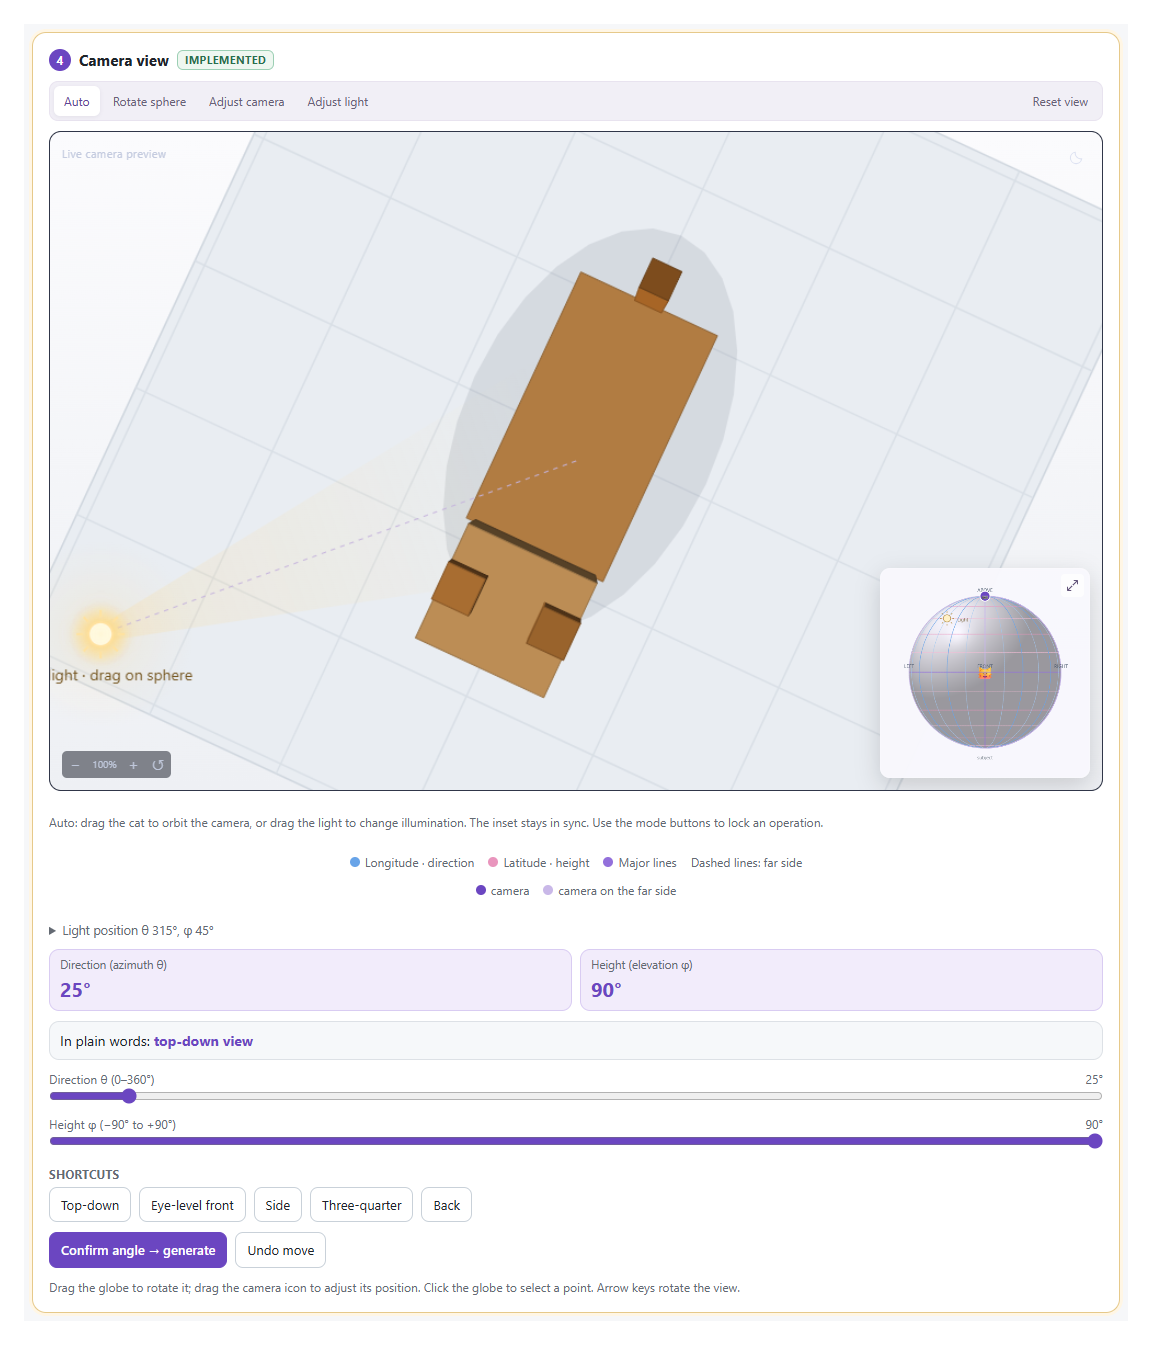 4 Camera view IMPLEMENTED
Auto Rotate sphere Adjust camera Adjust light Reset view
Live camera preview
ight · drag on sphere
− 100% +
ABOVE
Light
LEFT FRONT RIGHT
Auto: drag the cat to orbit the camera, or drag the light to change illumination. The inset stays in sync. Use the mode buttons to lock an operation.
Longitude · direction Latitude · height Major lines Dashed lines: far side
camera camera on the far side
Light position θ 315°, φ 45°
Direction (azimuth θ)
25°
Height (elevation φ)
90°
In plain words: top-down view
Direction θ (0–360°) 25°
Height φ (−90° to +90°) 90°
SHORTCUTS
Top-down Eye-level front Side Three-quarter Back
Confirm angle → generate Undo move
Drag the globe to rotate it; drag the camera icon to adjust its position. Click the globe to select a point. Arrow keys rotate the view.